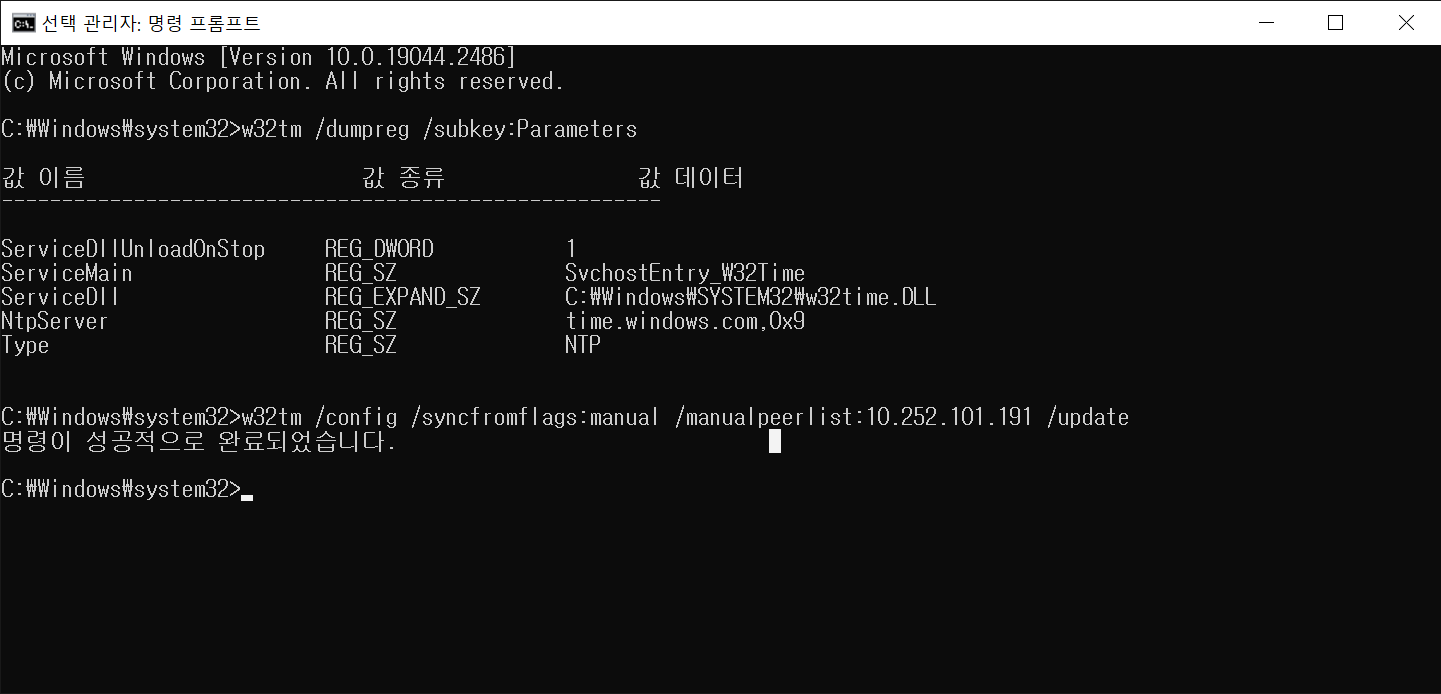 선택 관리자: 명령 프롬프트
Microsoft Windows [Version 10.0.19044.2486]
(c) Microsoft Corporation. All rights reserved.
C:₩Windows₩system32>w32tm /dumpreg /subkey:Parameters
값 이름 값 종류 값 데이터
-------------------------------------------------------
ServiceDllUnloadOnStop REG_DWORD 1
ServiceMain REG_SZ SvchostEntry_W32Time
ServiceDll REG_EXPAND_SZ C:₩Windows₩SYSTEM32₩w32time.DLL
NtpServer REG_SZ time.windows.com,0x9
Type REG_SZ NTP
C:₩Windows₩system32>w32tm /config /syncfromflags:manual /manualpeerlist:10.252.101.191 /update
명령이 성공적으로 완료되었습니다.
C:₩Windows₩system32>